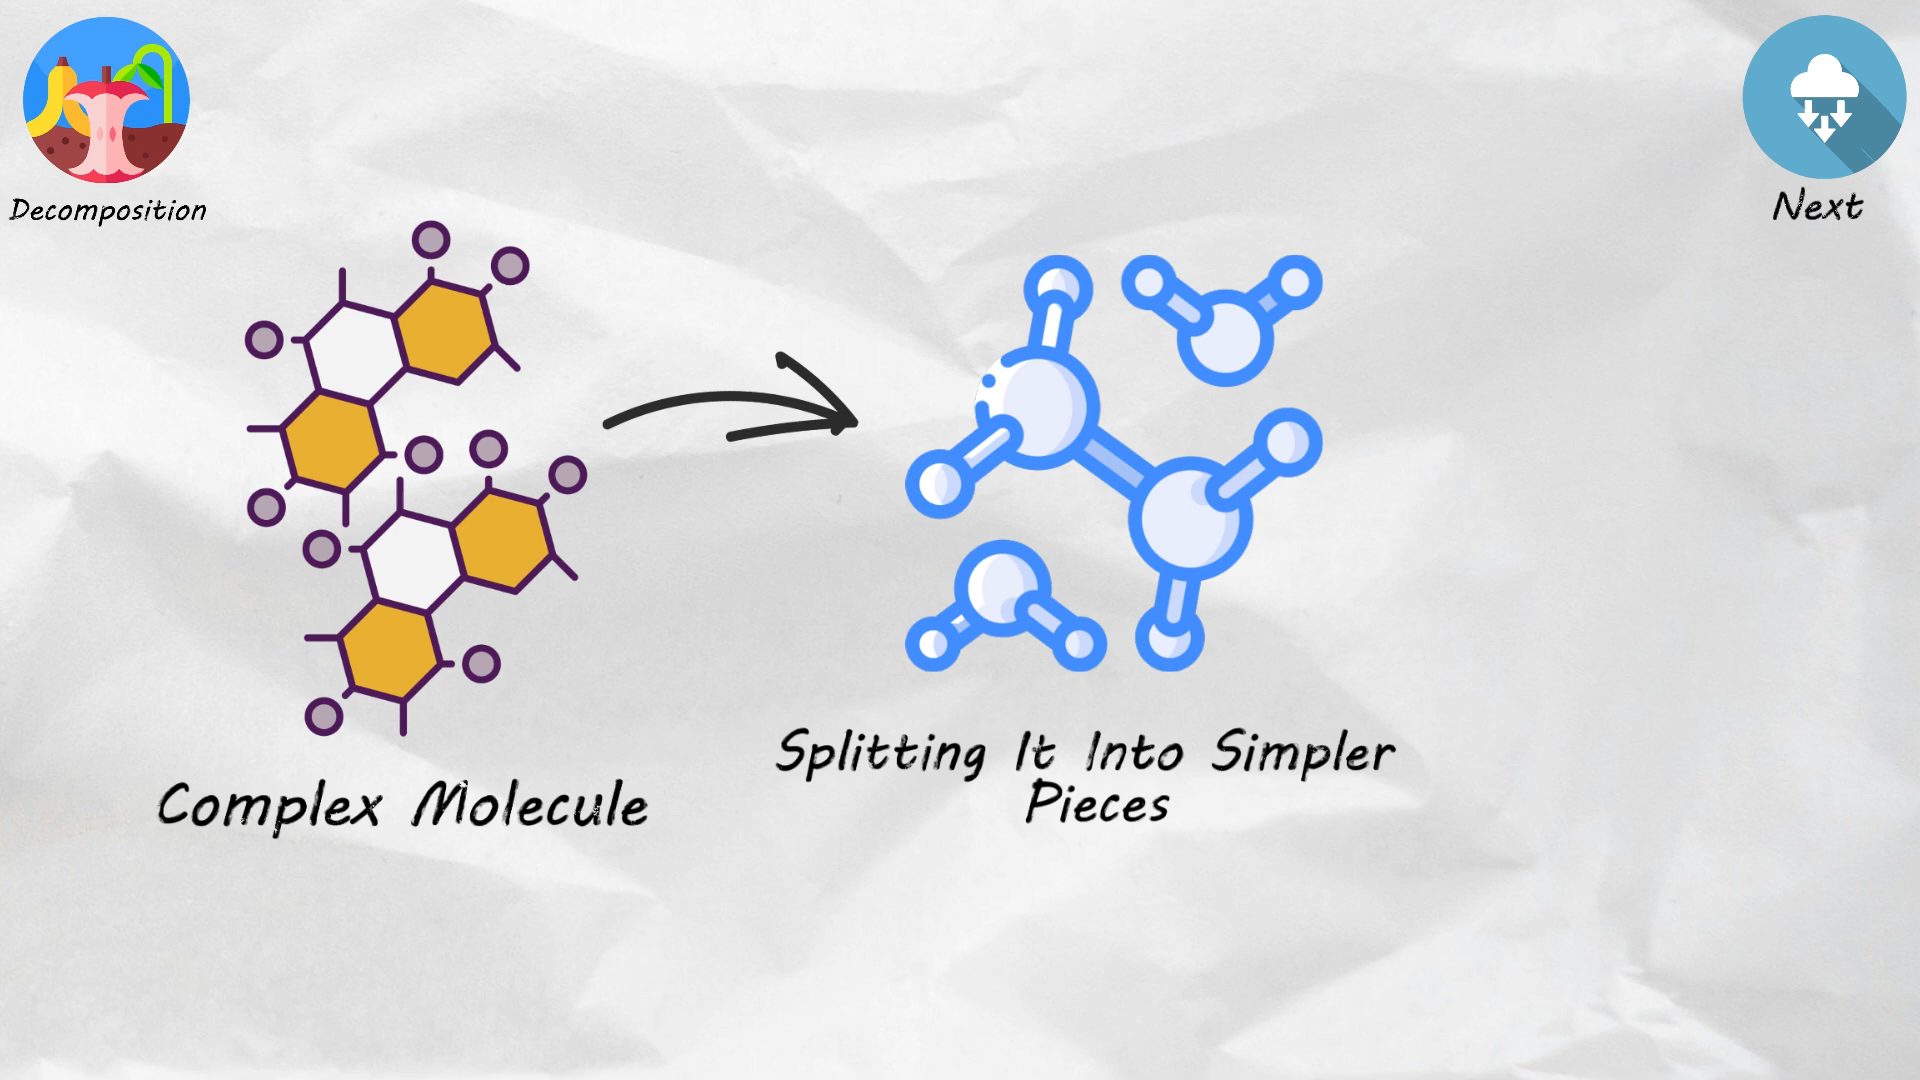 Decomposition
Next
Complex Molecule
Splitting It Into Simpler
Pieces